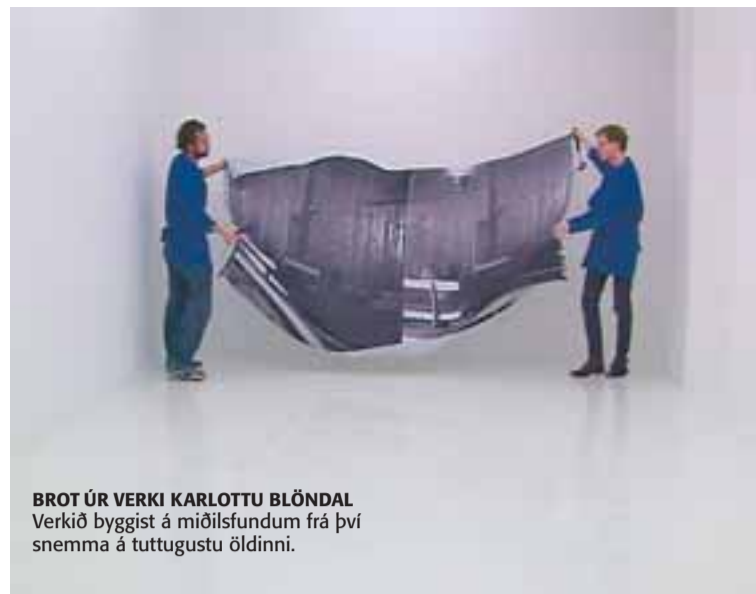 BROT ÚR VERKI KARLOTTU BLÖNDAL
Verkið byggist á miðilsfundum frá því
snemma á tuttugustu öldinni.